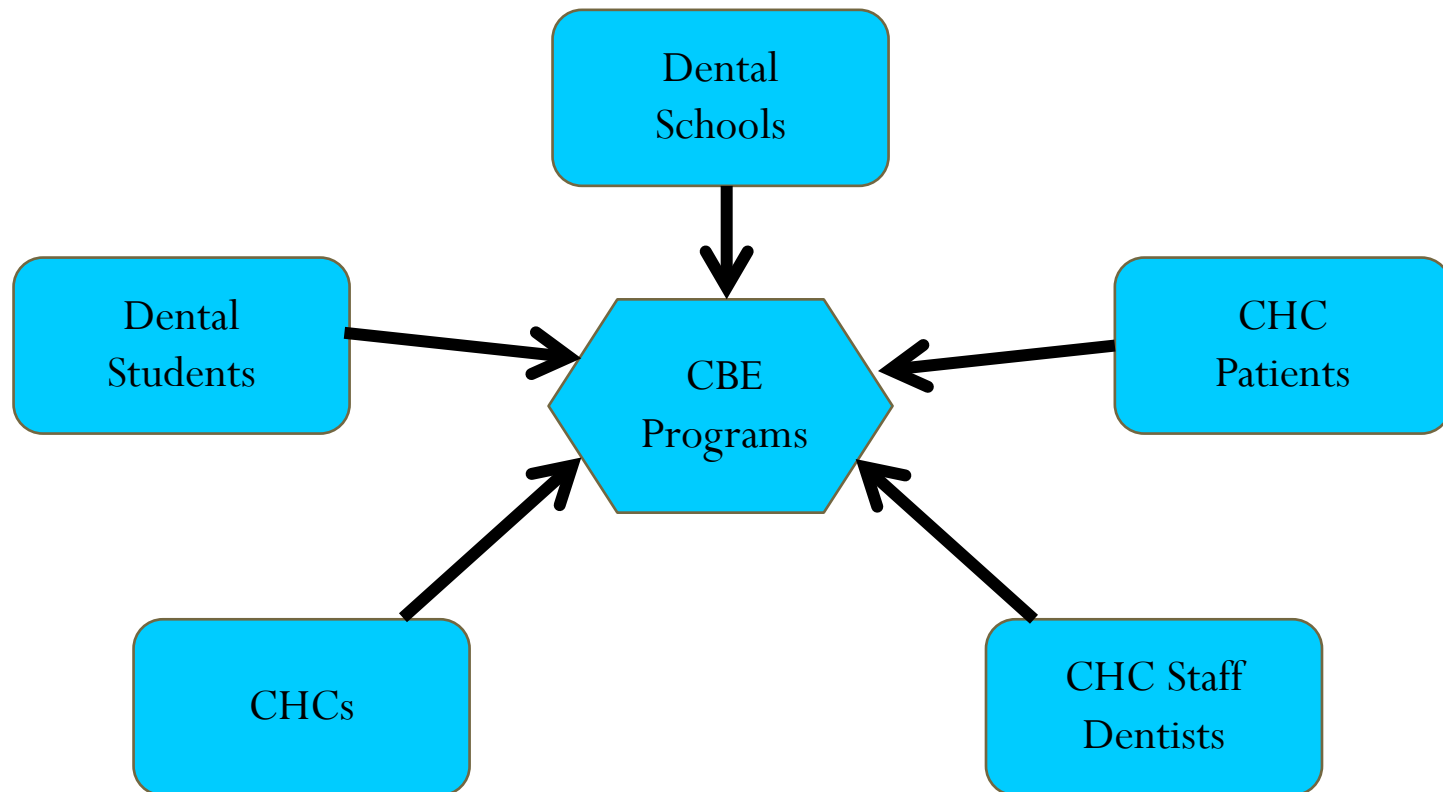 Dental
Schools
Dental
Students
CHC
Patients
CBE
Programs
CHCs
CHC Staff
Dentists